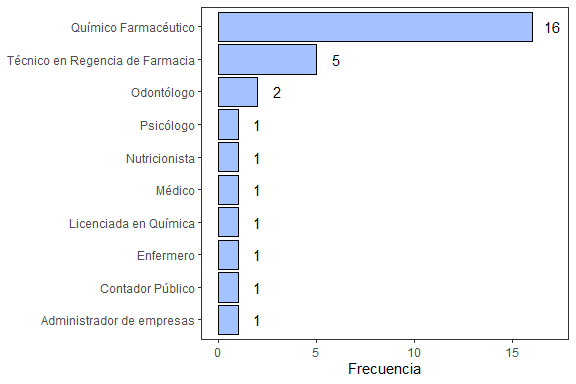 Químico Farmacéutico 16
Técnico en Regencia de Farmacia 5
Odontólogo 2
Psicólogo 1
Nutricionista 1
Médico 1
Licenciada en Química 1
Enfermero 1
Contador Público 1
Administrador de empresas 1
0 5 10 15
Frecuencia